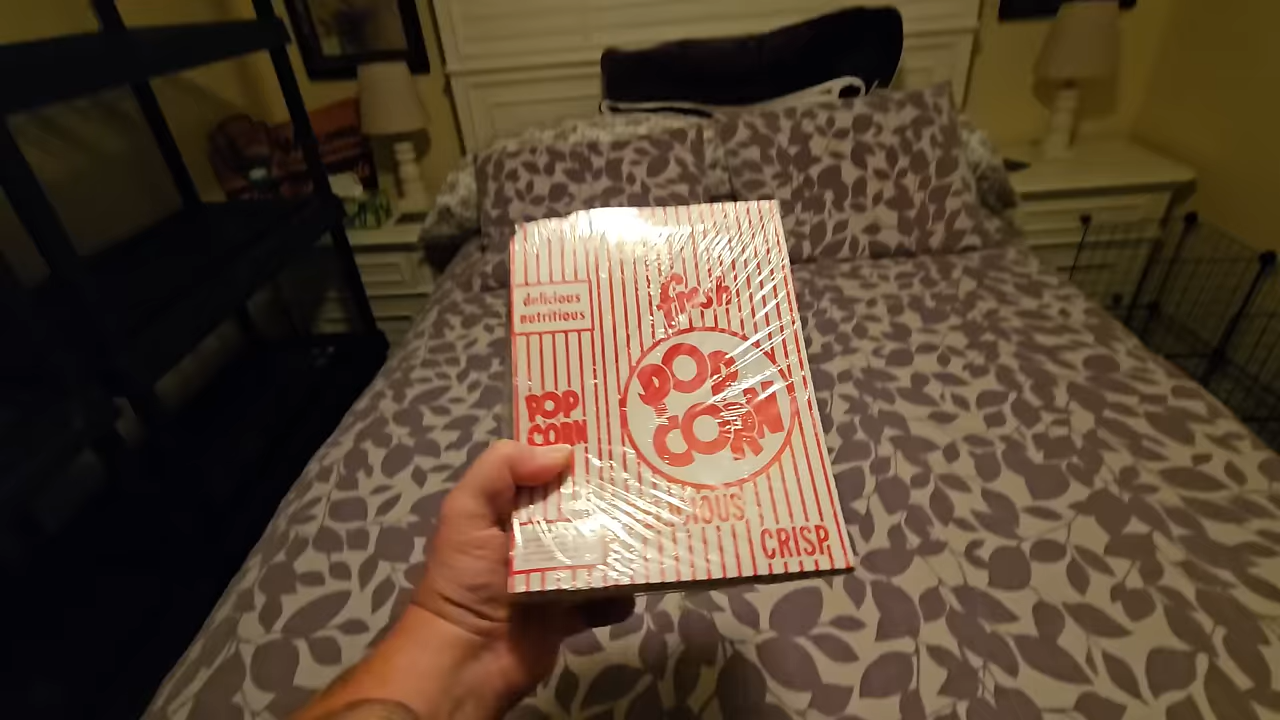 delicious
nutritious
fresh
POP
CORN
POP
CORN
CRISP